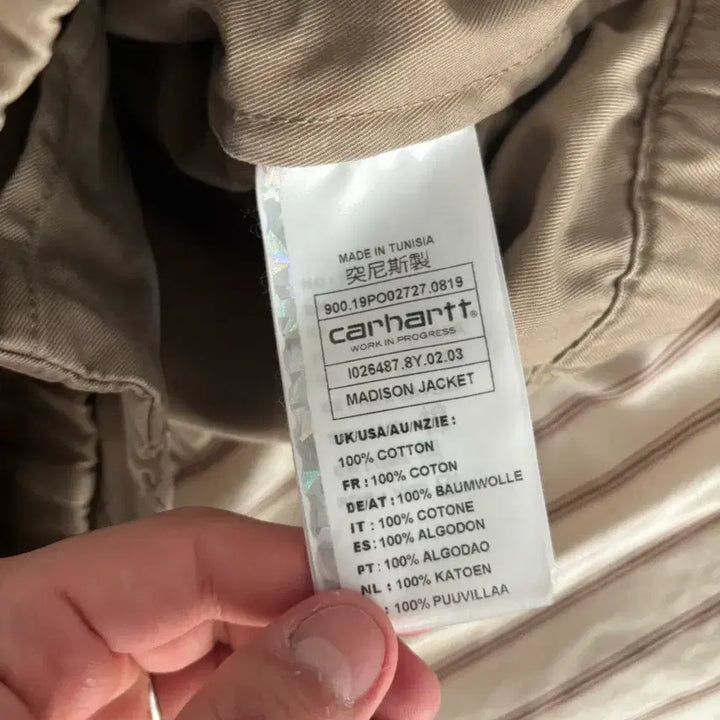 MADE IN TUNISIA
突尼斯製
900.19PO02727.0819
carhartt®
WORK IN PROGRESS
I026487.8Y.02.03
MADISON JACKET
UK/USA/AU/NZ/IE:
100% COTTON
FR:100% COTON
DE/AT:100% BAUMWOLLE
IT : 100% COTONE
ES:100% ALGODON
PT: 100% ALGODAO
NL : 100% KATOEN
: 100% PUUVILLAA